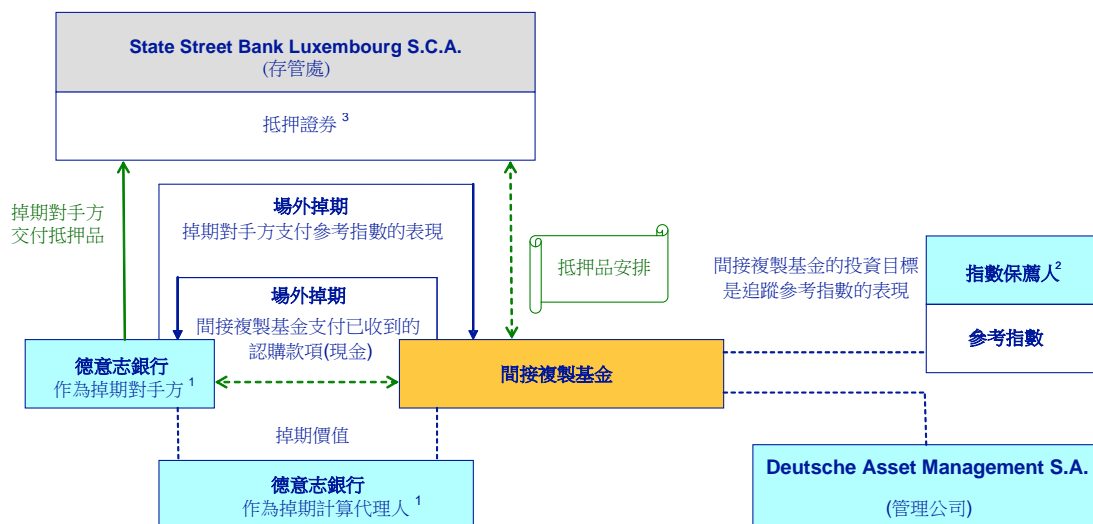 State Street Bank Luxembourg S.C.A.
(存管處)
抵押證券 3
掉期對手方
交付抵押品
場外掉期
掉期對手方支付參考指數的表現
場外掉期
間接複製基金支付已收到的
認購款項(現金)
抵押品安排
間接複製基金的投資目標
是追蹤參考指數的表現
指數保薦人2
參考指數
德意志銀行
作為掉期對手方 1
間接複製基金
掉期價值
德意志銀行
作為掉期計算代理人 1
Deutsche Asset Management S.A.
(管理公司)